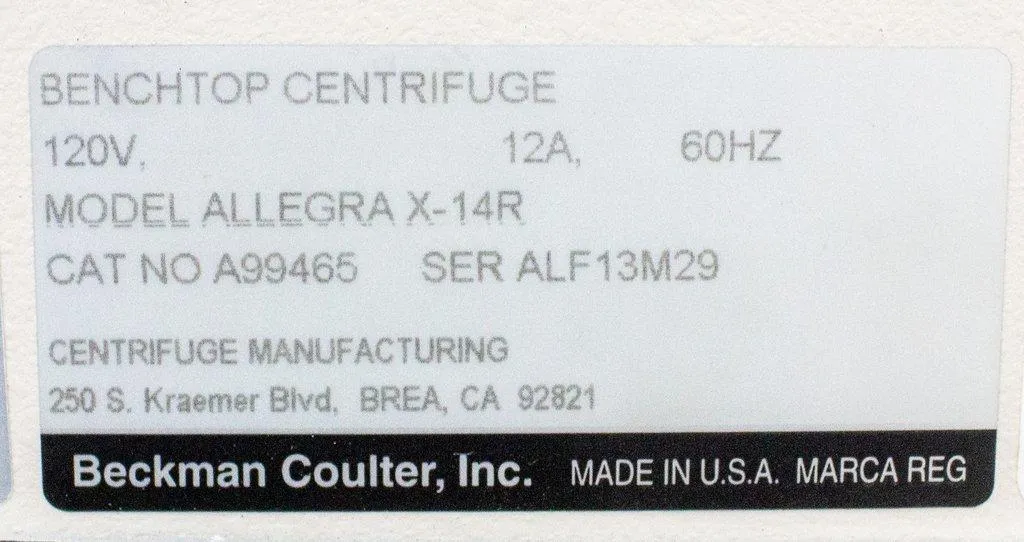 BENCHTOP CENTRIFUGE
120V, 12A, 60HZ
MODEL ALLEGRA X-14R
CAT NO A99465 SER ALF13M29
CENTRIFUGE MANUFACTURING
250 S. Kraemer Blvd. BREA, CA 92821
Beckman Coulter, Inc. MADE IN U.S.A. MARCA REG